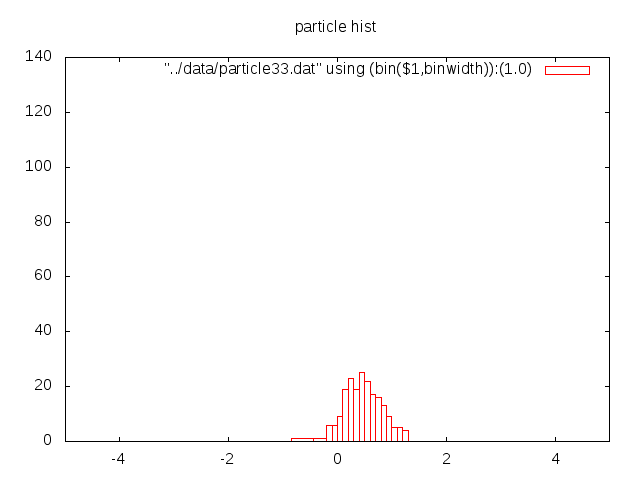 particle hist
140
"../data/particle33.dat" using (bin($1,binwidth)):(1.0)
120
100
80
60
40
20
0
-4 -2 0 2 4